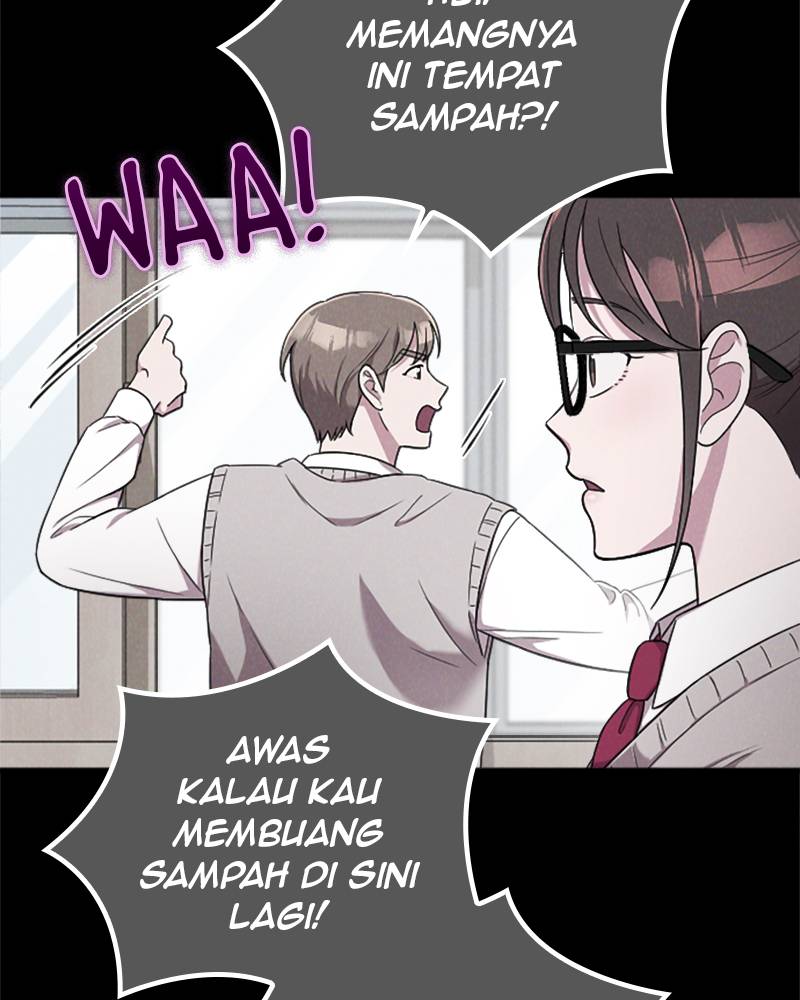 MEMANGNYA
INI TEMPAT
SAMPAH?!
WAA!
AWAS
KALAU KAU
MEMBUANG
SAMPAH DI SINI
LAGI!